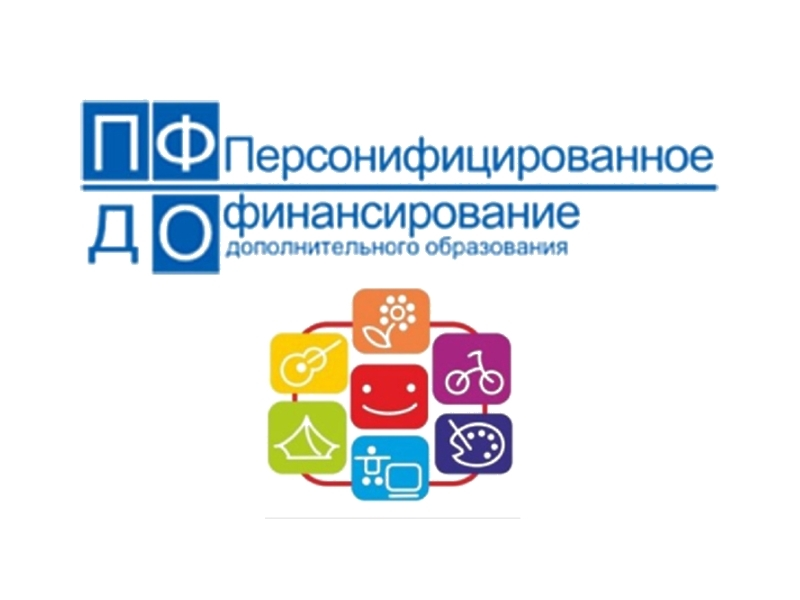 ПФ Персонифицированное
ДО финансирование
дополнительного образования